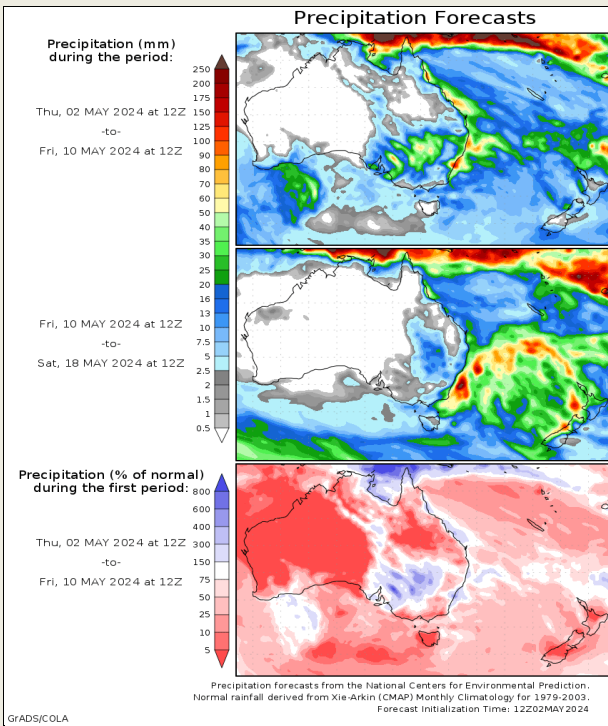 Precipitation Forecasts
Precipitation (mm)
during the period:
Thu, 02 MAY 2024 at 12Z
-to-
Fri, 10 MAY 2024 at 12Z
250
200
175
150
125
100
90
80
70
60
50
40
35
30
25
20
16
13
10
7.5
5
2.5
2
1.5
1
0.5
Fri, 10 MAY 2024 at 12Z
-to-
Sat, 18 MAY 2024 at 12Z
Precipitation (% of normal)
during the first period:
Thu, 02 MAY 2024 at 12Z
-to-
Fri, 10 MAY 2024 at 12Z
800
600
400
300
150
75
50
25
10
5
Precipitation forecasts from the National Centers for Environmental Prediction.
Normal rainfall derived from Xie-Arkin (CMAP) Monthly Climatology for 1979-2003.
Forecast Initialization Time: 12Z02MAY2024
GrADS/COLA